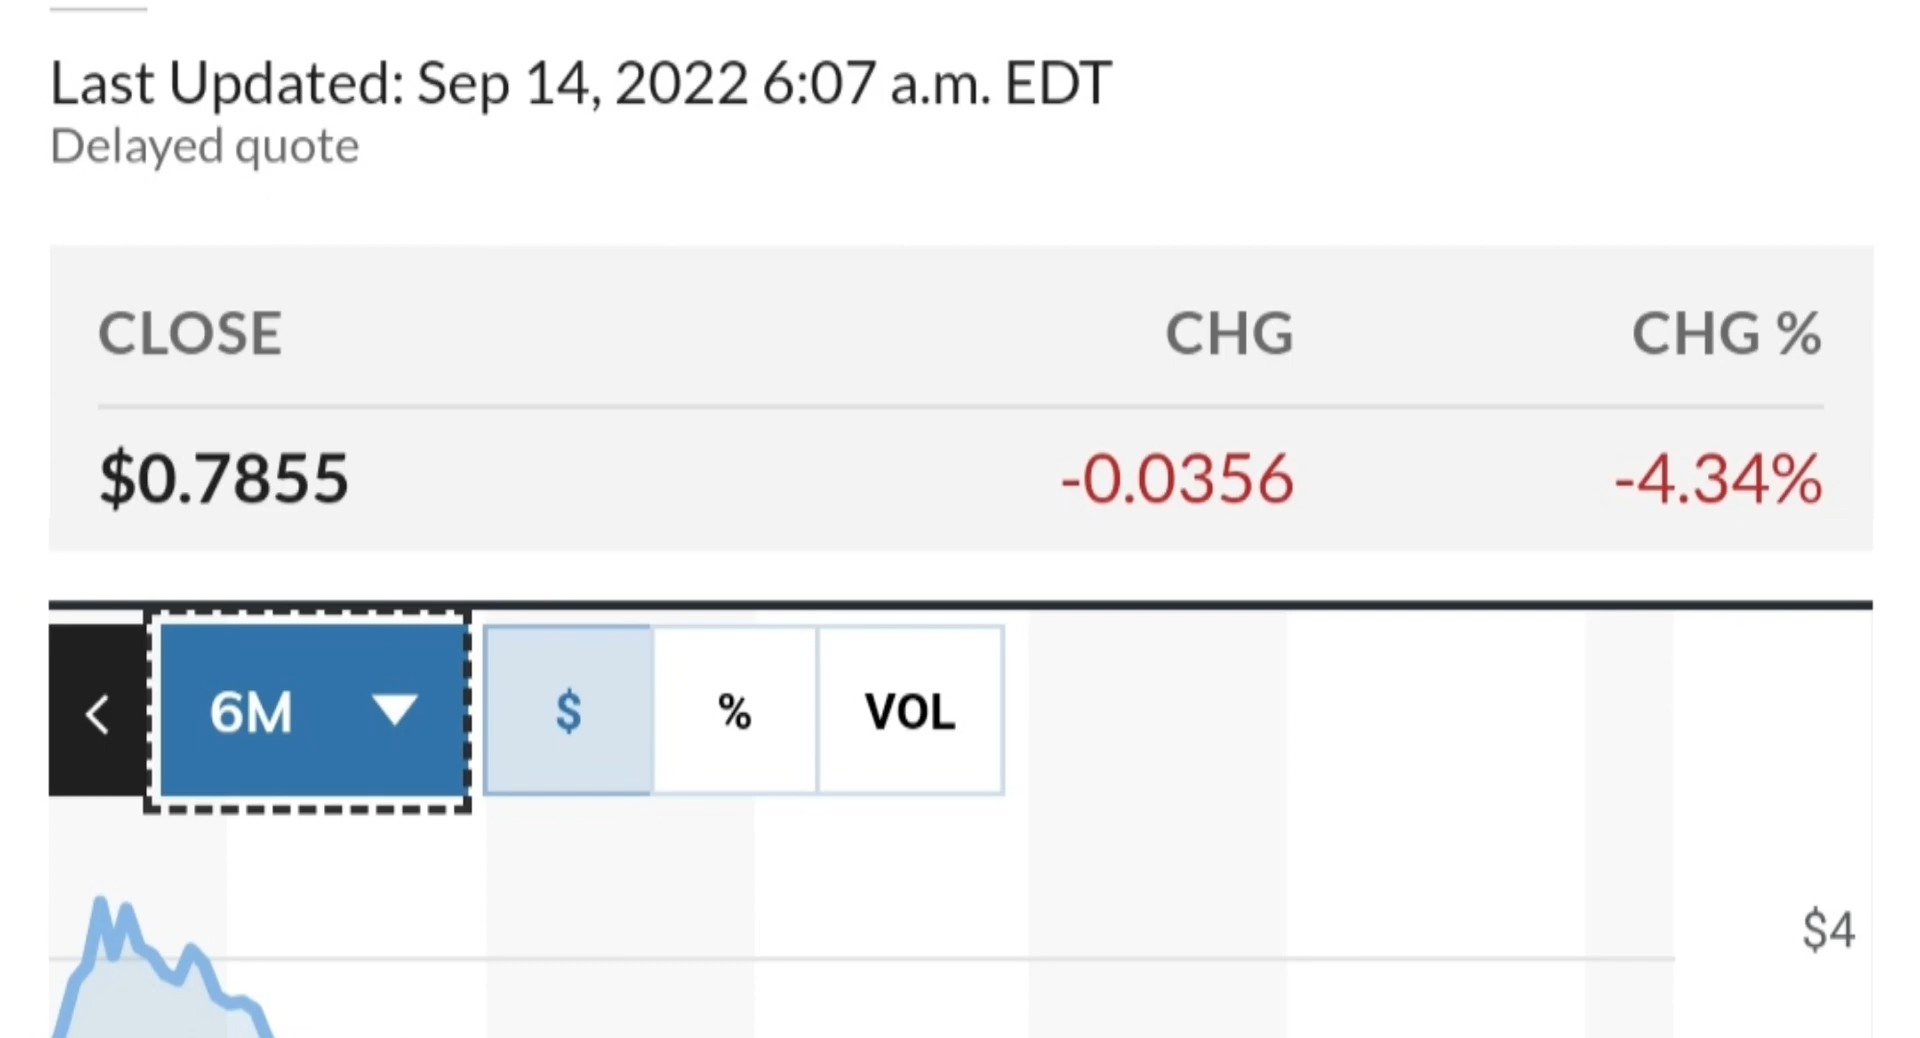 Last Updated: Sep 14, 2022 6:07 a.m. EDT
Delayed quote
CLOSE CHG CHG %
$0.7855 -0.0356 -4.34%
6M $ % VOL
$4